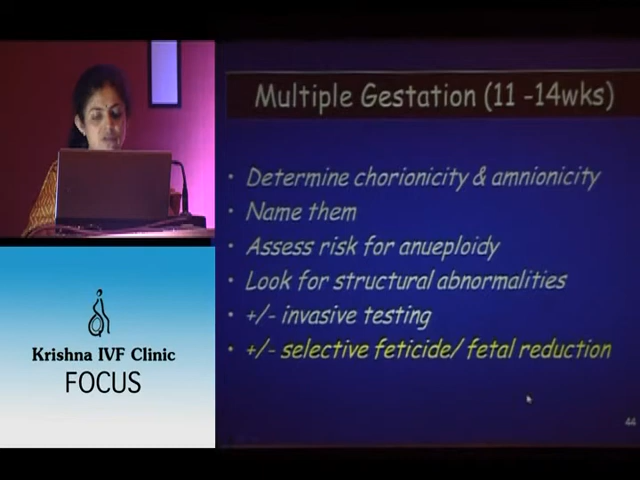 Multiple Gestation (11 -14wks)
• Determine chorionicity & amnionicity
• Name them
• Assess risk for anueploidy
• Look for structural abnormalities
• +/- invasive testing
• +/- selective feticide/ fetal reduction
44
Krishna IVF Clinic
FOCUS